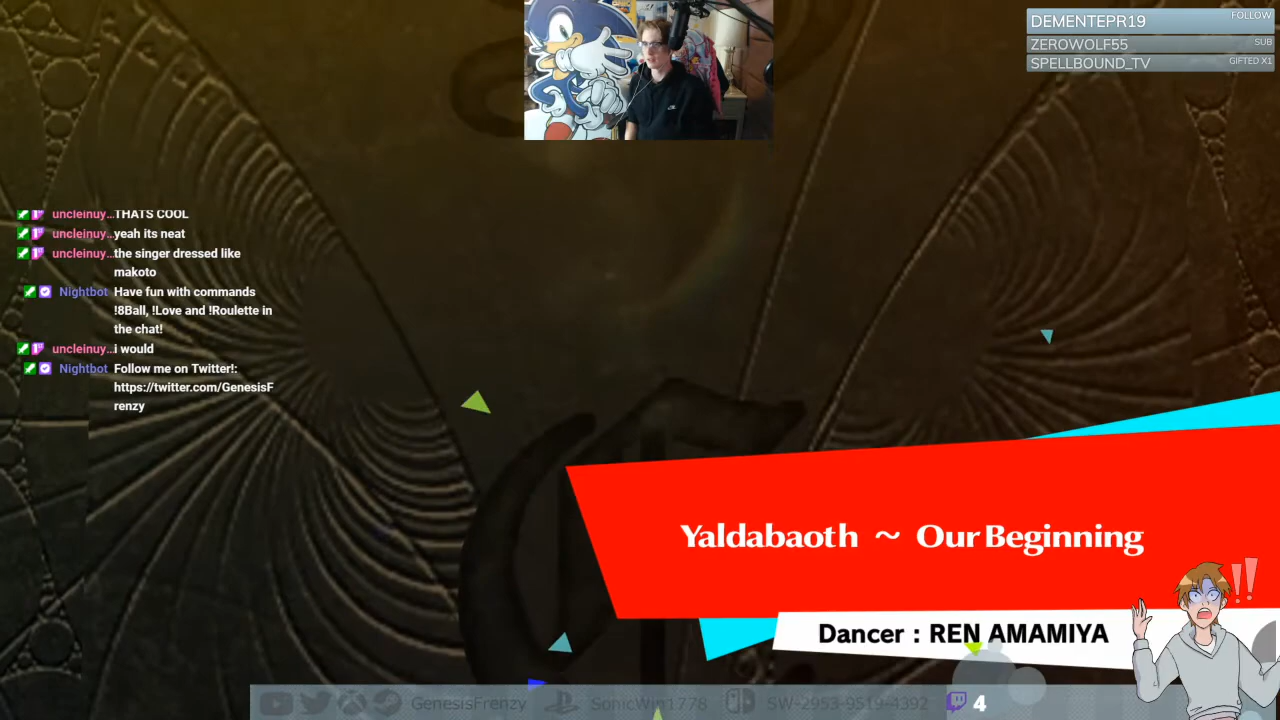 DEMENTEPR19 FOLLOW
ZEROWOLF55 SUB
SPELLBOUND_TV GIFTED X1
uncleinuy... THATS COOL
uncleinuy... yeah its neat
uncleinuy... the singer dressed like
makoto
Nightbot Have fun with commands
!8Ball, !Love and !Roulette in
the chat!
uncleinuy... i would
Nightbot Follow me on Twitter!:
https://twitter.com/GenesisF
renzy
Yaldabaoth ~ Our Beginning
Dancer : REN AMAMIYA
!!
GenesisFrenzy SonicWin1778 SW-2953-9519-4392 4